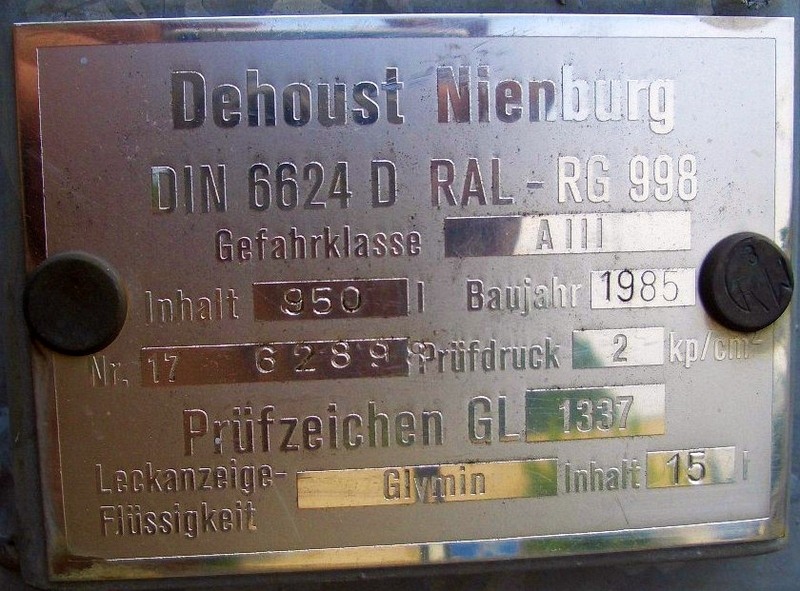 Dehoust Nienburg
DIN 6624 D RAL - RG 998
Gefahrklasse A III
Inhalt 950 l Baujahr 1985
Nr. 17 62898 Prüfdruck 2 kp/cm²
Prüfzeichen GL 1337
Leckanzeige- Glymin Inhalt 15 l
Flüssigkeit